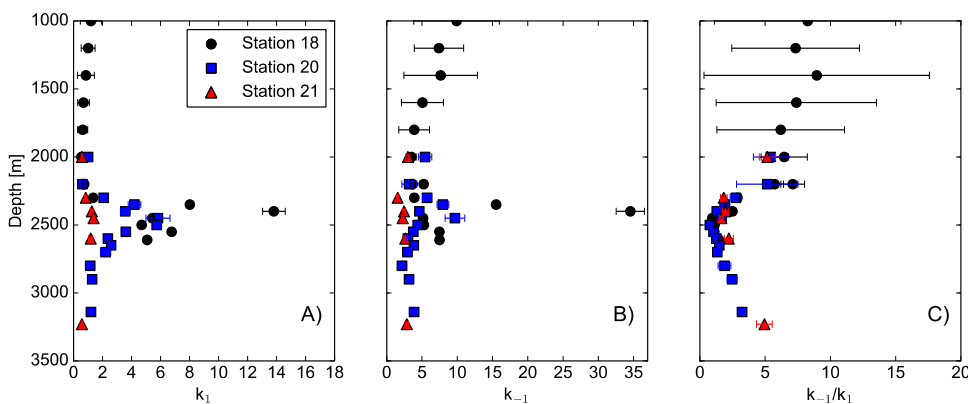 1000
1500
2000
2500
3000
3500
Depth [m]
Station 18
Station 20
Station 21
A)
B)
C)
0 2 4 6 8 10 12 14 16 18
0 5 10 15 20 25 30 35
0 5 10 15 20
k₁
k₋₁
k₋₁/k₁